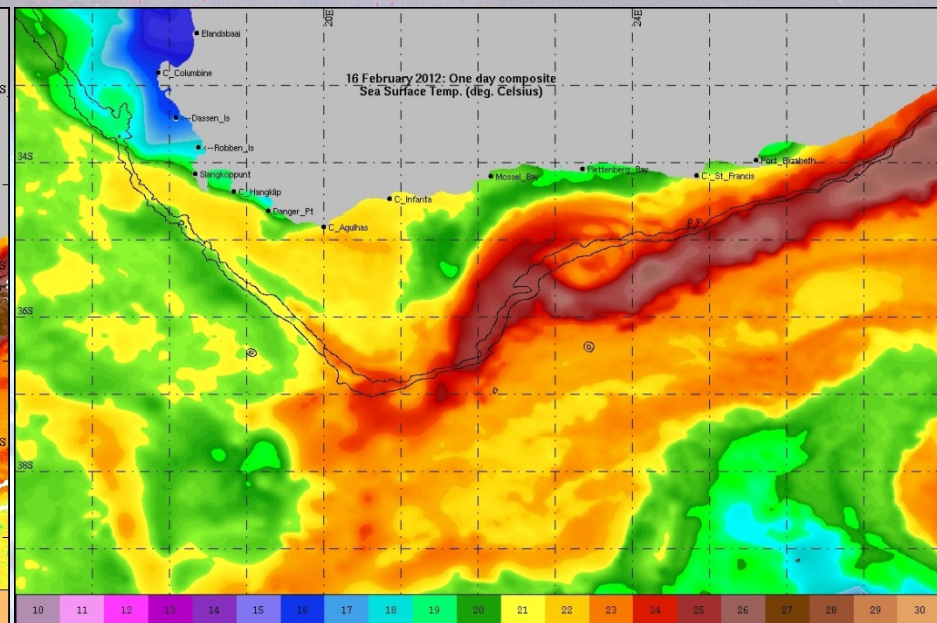 20E
24E
Elandsbaai
C_Columbine
16 February 2012: One day composite
Sea Surface Temp. (deg. Celsius)
S
<--Dassen_Is
<--Robben_Is
34S
Port_Elizabeth
Slangkoppunt
Mossel_Bay
Plettenberg_Bay
C._St_Francis
C_Hangklip
C_Infanta
Danger_Pt
C_Agulhas
S
36S
S
38S
10 11 12 13 14 15 16 17 18 19 20 21 22 23 24 25 26 27 28 29 30